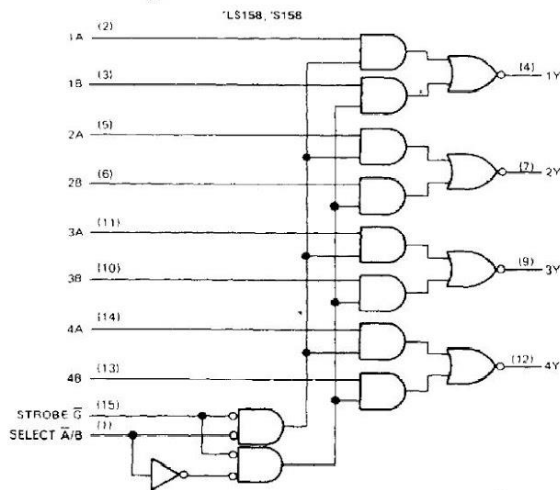 'LS158, 'S158
1A (2)
1B (3)
(4) 1Y
2A (5)
2B (6)
(7) 2Y
3A (11)
3B (10)
(9) 3Y
4A (14)
4B (13)
(12) 4Y
STROBE G̅ (15)
SELECT A̅/B (1)